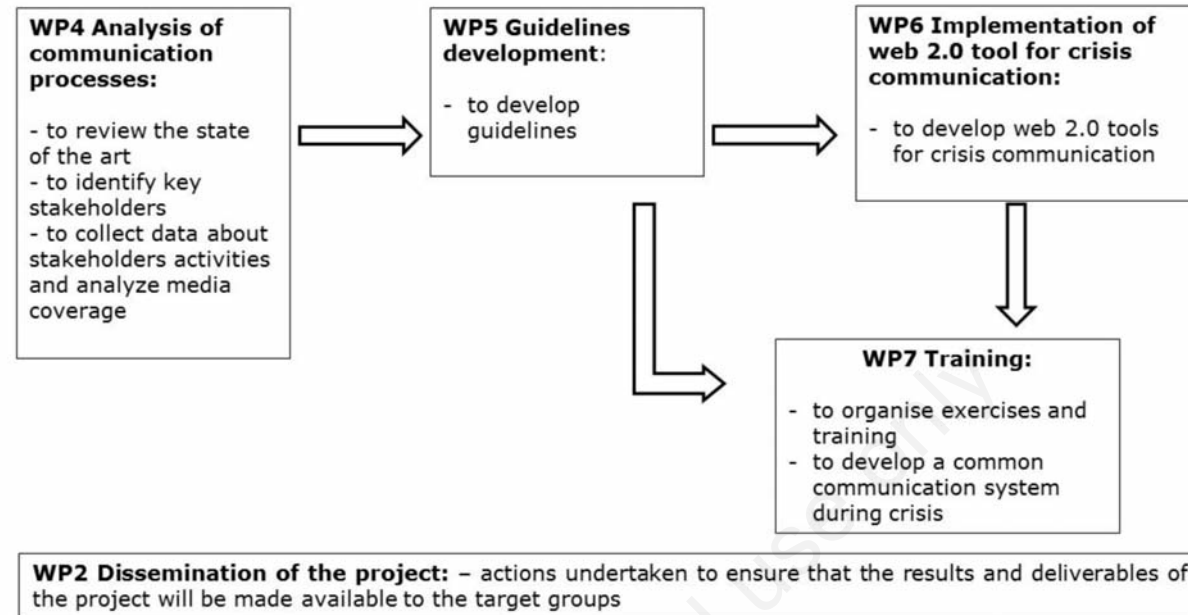 WP4 Analysis of
communication
processes:
- to review the state
of the art
- to identify key
stakeholders
- to collect data about
stakeholders activities
and analyze media
coverage
WP5 Guidelines
development:
- to develop
guidelines
WP6 Implementation of
web 2.0 tool for crisis
communication:
- to develop web 2.0 tools
for crisis communication
WP7 Training:
- to organise exercises and
training
- to develop a common
communication system
during crisis
WP2 Dissemination of the project: – actions undertaken to ensure that the results and deliverables of
the project will be made available to the target groups
use only